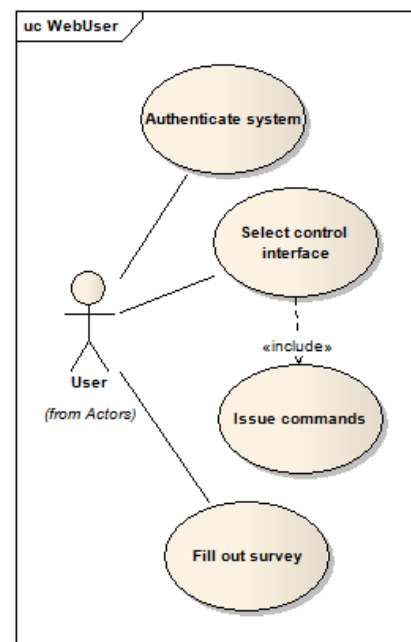 uc WebUser
Authenticate system
Select control
interface
«include»
User
(from Actors)
Issue commands
Fill out survey